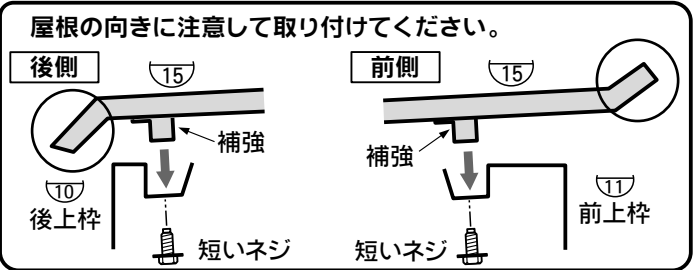 屋根の向きに注意して取り付けてください。
後側
15
補強
10
後上枠
短いネジ
前側
15
補強
11
前上枠
短いネジ